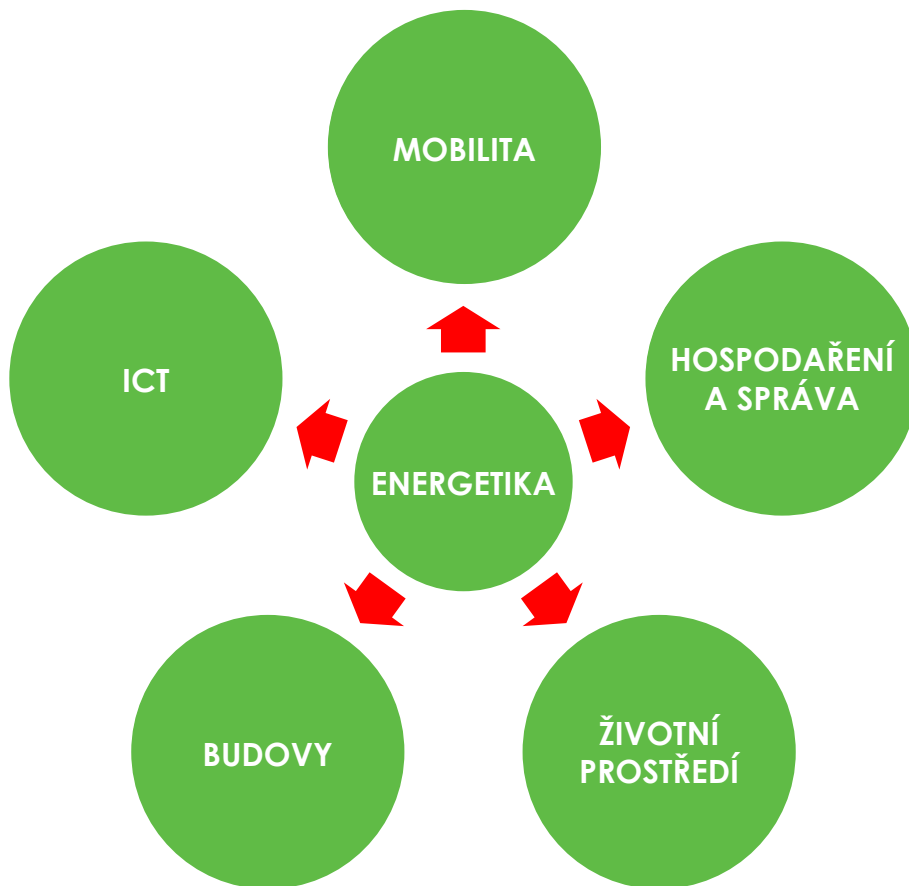 MOBILITA
ICT
HOSPODAŘENÍ
A SPRÁVA
ENERGETIKA
BUDOVY
ŽIVOTNÍ
PROSTŘEDÍ